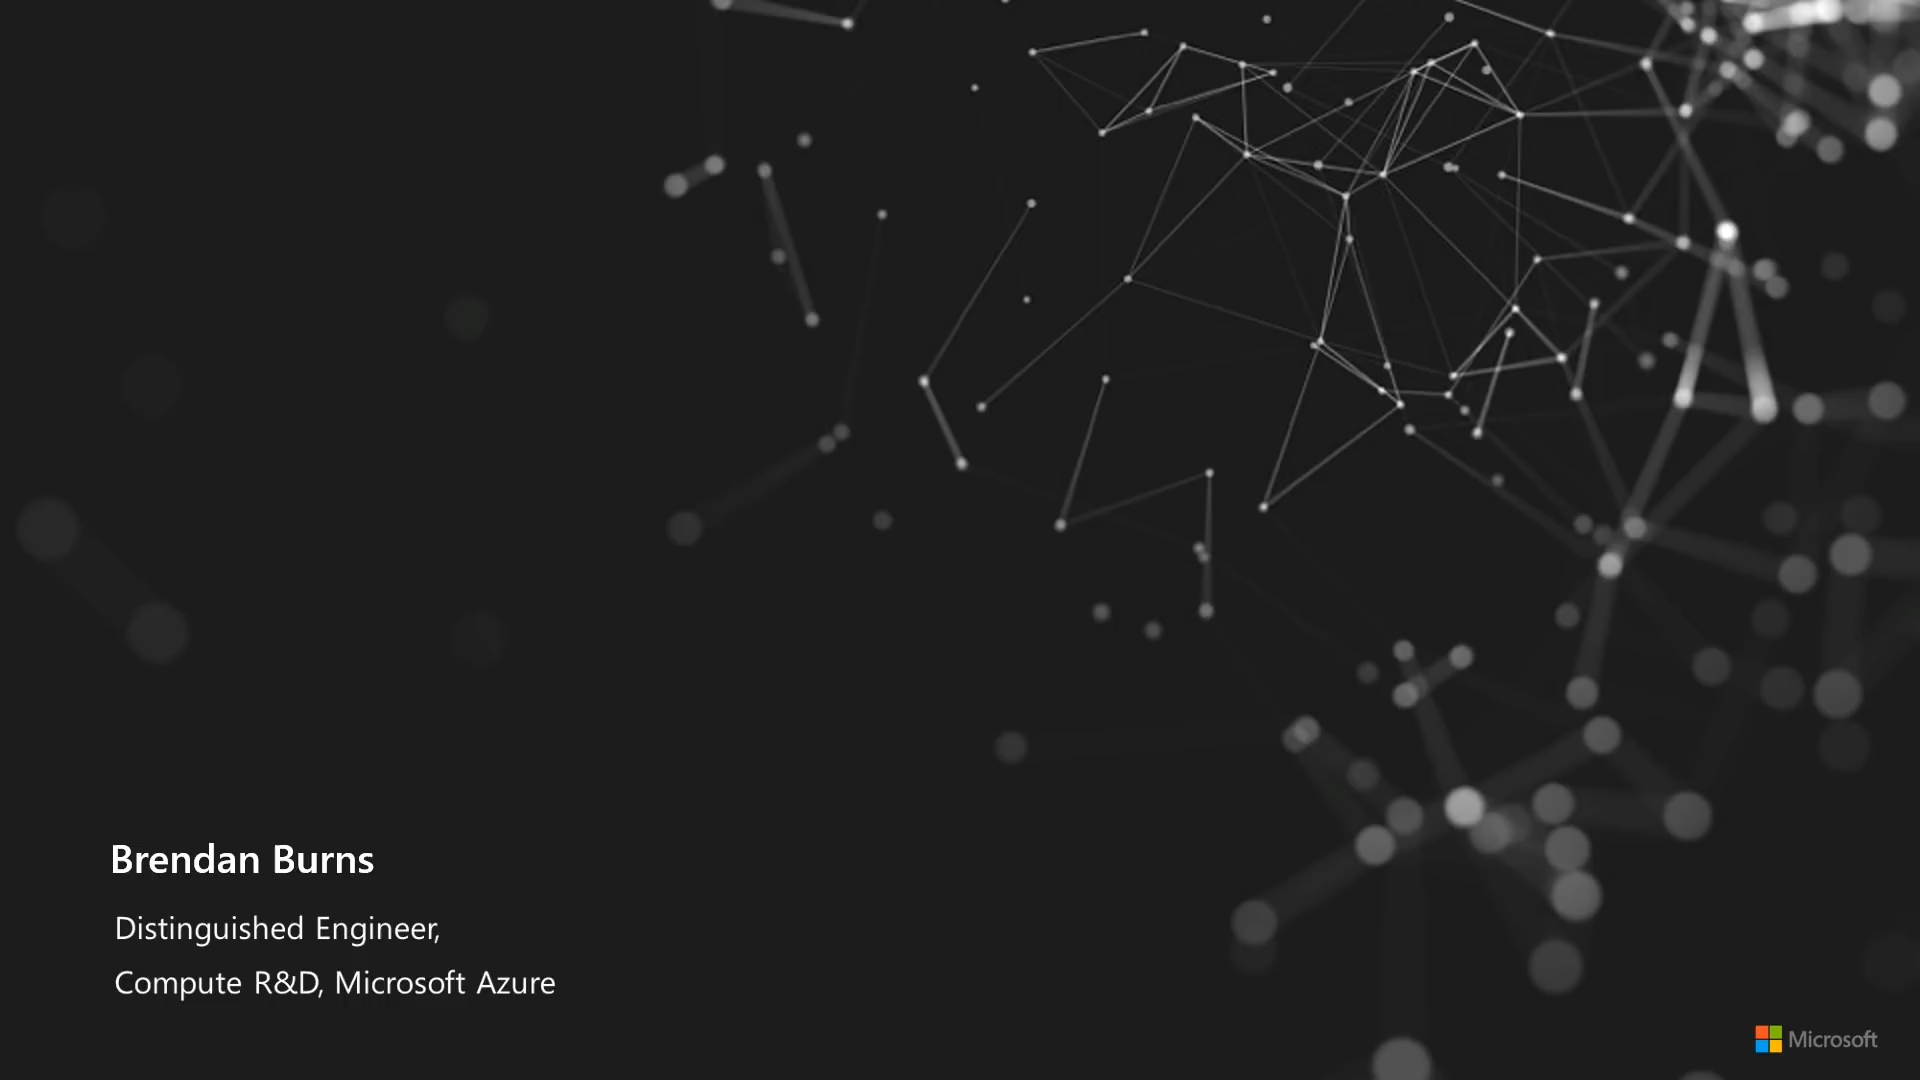 Brendan Burns
Distinguished Engineer,
Compute R&D, Microsoft Azure
Microsoft